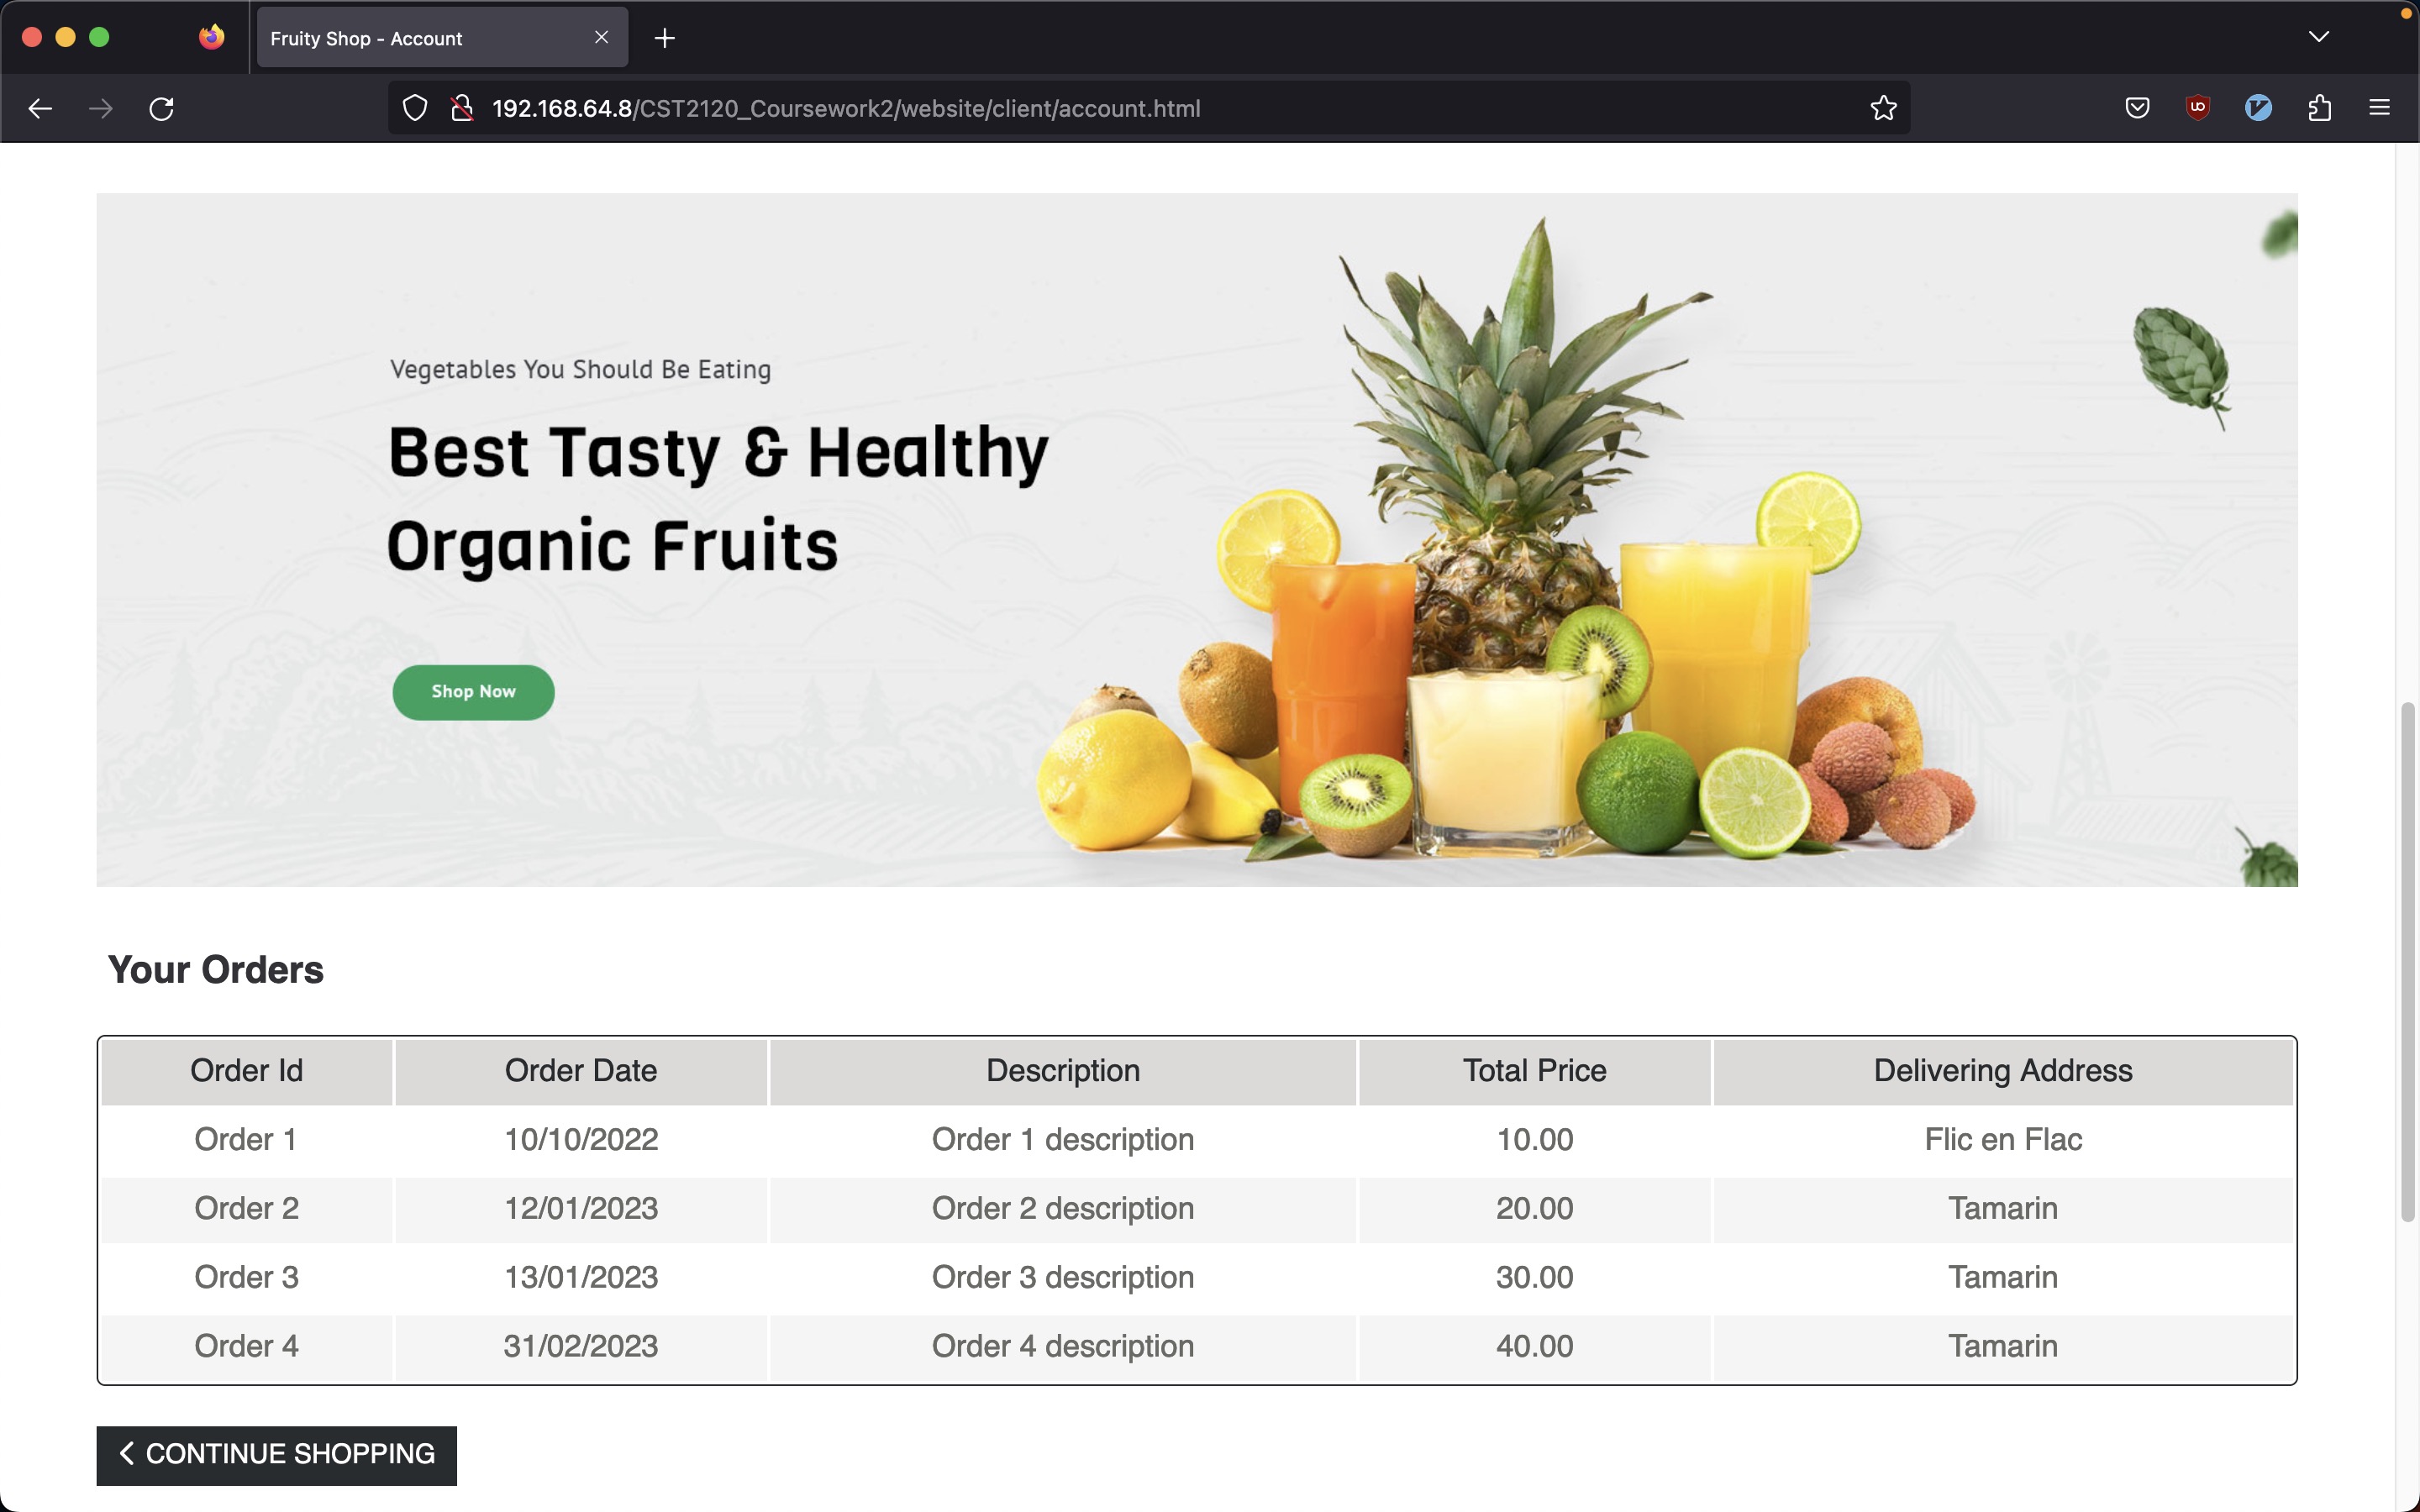 Fruity Shop - Account
192.168.64.8/CST2120_Coursework2/website/client/account.html
Vegetables You Should Be Eating
Best Tasty & Healthy
Organic Fruits
Shop Now
Your Orders
Order Id Order Date Description Total Price Delivering Address
Order 1 10/10/2022 Order 1 description 10.00 Flic en Flac
Order 2 12/01/2023 Order 2 description 20.00 Tamarin
Order 3 13/01/2023 Order 3 description 30.00 Tamarin
Order 4 31/02/2023 Order 4 description 40.00 Tamarin
CONTINUE SHOPPING